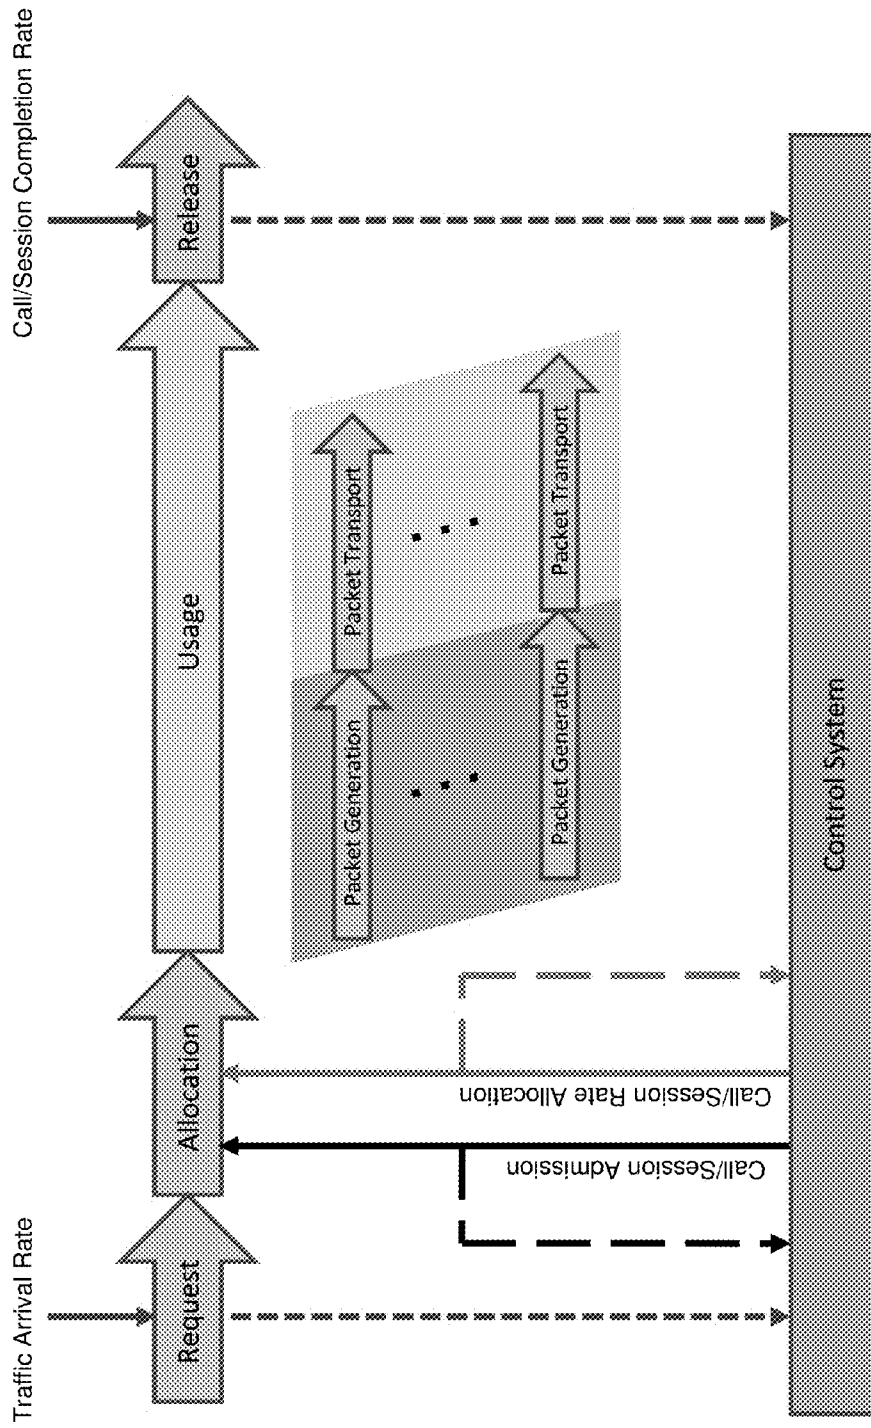 Traffic Arrival Rate
Call/Session Completion Rate
Request
Allocation
Usage
Release
Packet Generation
Packet Transport
Packet Generation
Packet Transport
Call/Session Admission
Call/Session Rate Allocation
Control System